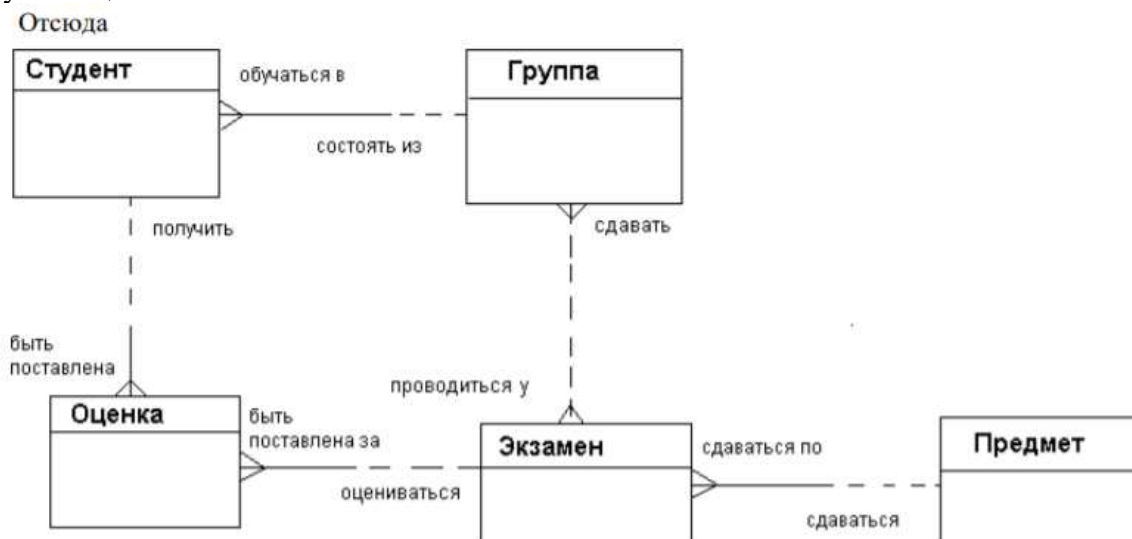 Отсюда
Студент
Группа
обучаться в
состоять из
получить
сдавать
быть
поставлена
проводиться у
Оценка
быть
поставлена за
оцениваться
Экзамен
сдаваться по
сдаваться
Предмет